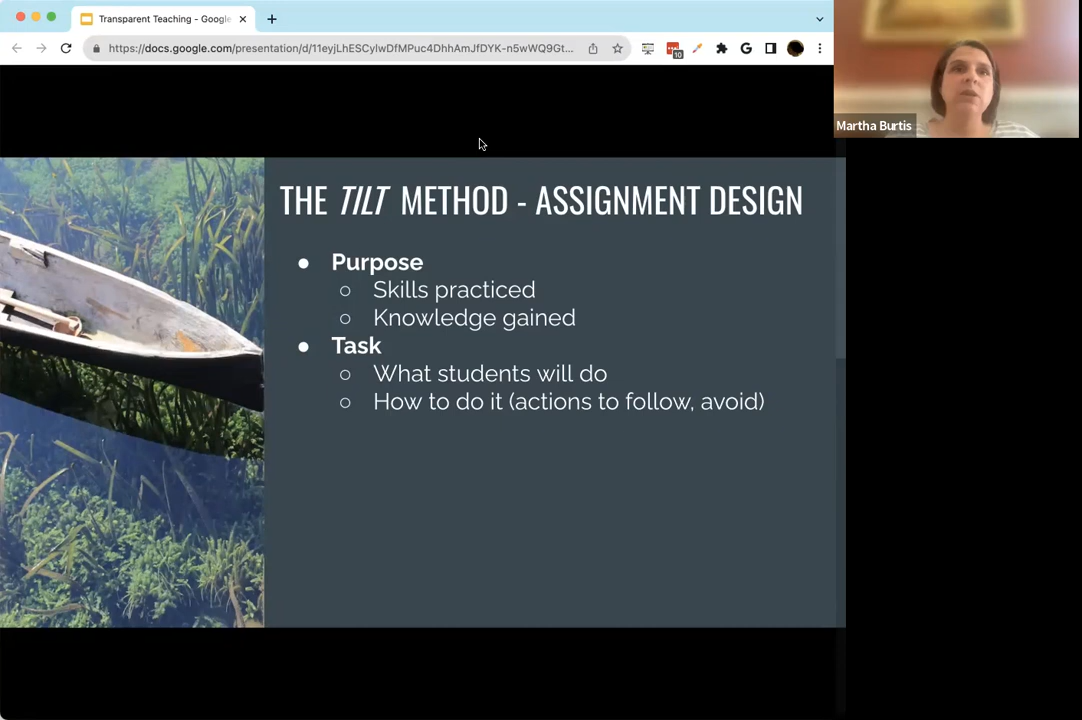 Transparent Teaching - Google
https://docs.google.com/presentation/d/11eyjLhESCylwDfMPuc4DhhAmJfDYK-n5wWQ9Gt...
10
Martha Burtis
THE TILT METHOD - ASSIGNMENT DESIGN
● Purpose
○ Skills practiced
○ Knowledge gained
● Task
○ What students will do
○ How to do it (actions to follow, avoid)